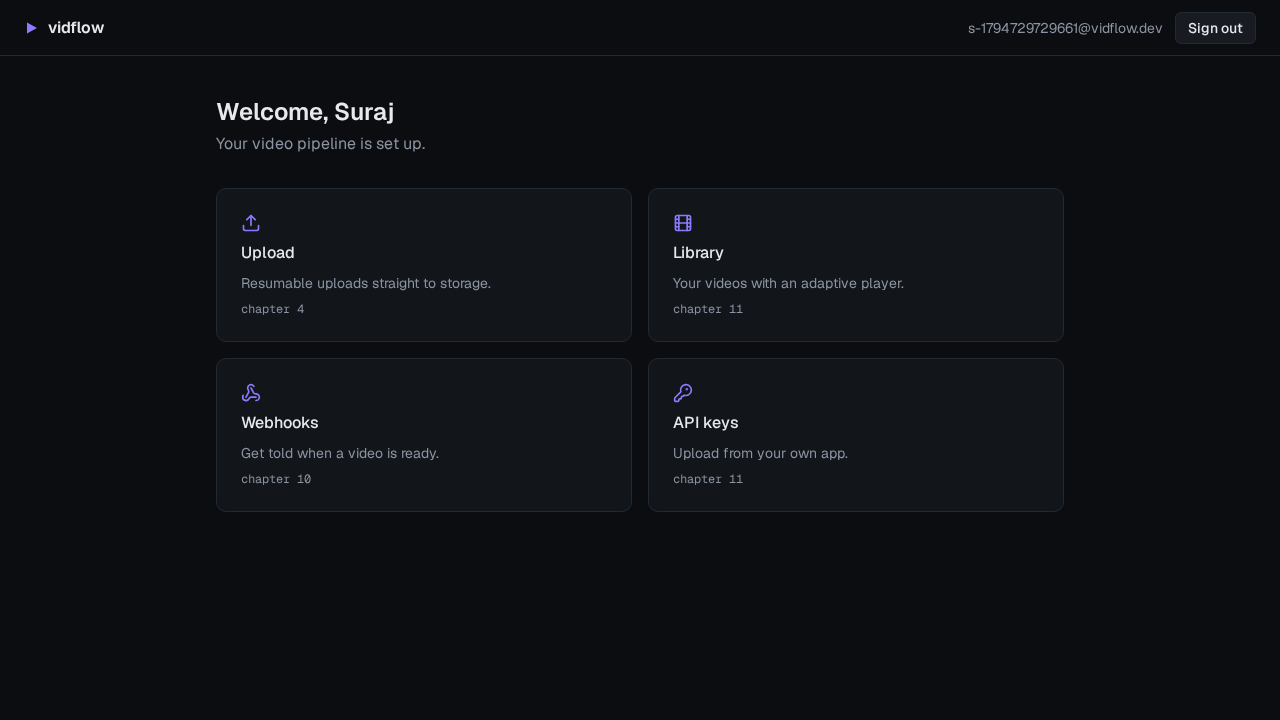 vidflow
s-1794729729661@vidflow.dev
Sign out
Welcome, Suraj
Your video pipeline is set up.
Upload
Resumable uploads straight to storage.
chapter 4
Library
Your videos with an adaptive player.
chapter 11
Webhooks
Get told when a video is ready.
chapter 10
API keys
Upload from your own app.
chapter 11